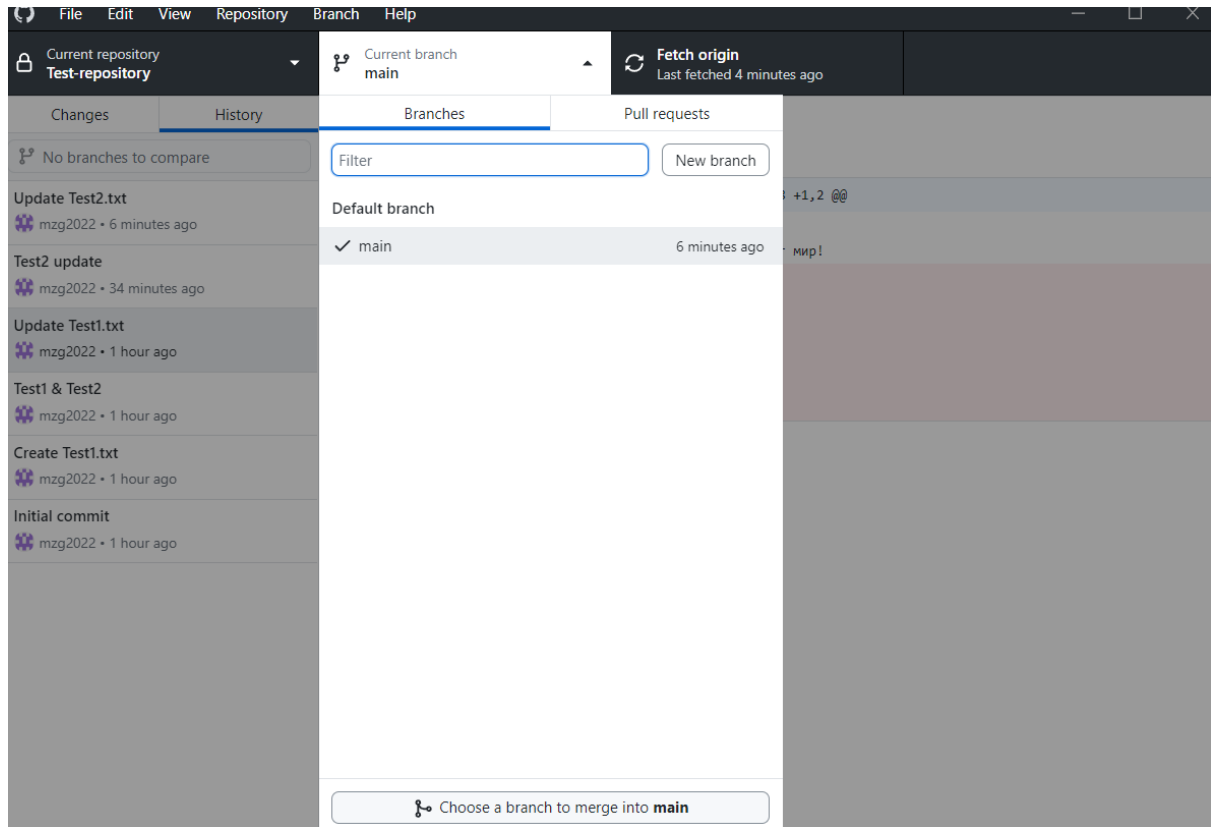 File Edit View Repository Branch Help
Current repository
Test-repository
Current branch
main
Fetch origin
Last fetched 4 minutes ago
Changes History
No branches to compare
Update Test2.txt
mzg2022 • 6 minutes ago
Test2 update
mzg2022 • 34 minutes ago
Update Test1.txt
mzg2022 • 1 hour ago
Test1 & Test2
mzg2022 • 1 hour ago
Create Test1.txt
mzg2022 • 1 hour ago
Initial commit
mzg2022 • 1 hour ago
Branches Pull requests
Filter New branch
Default branch
main 6 minutes ago
Choose a branch to merge into main
+1,2 @@
мир!